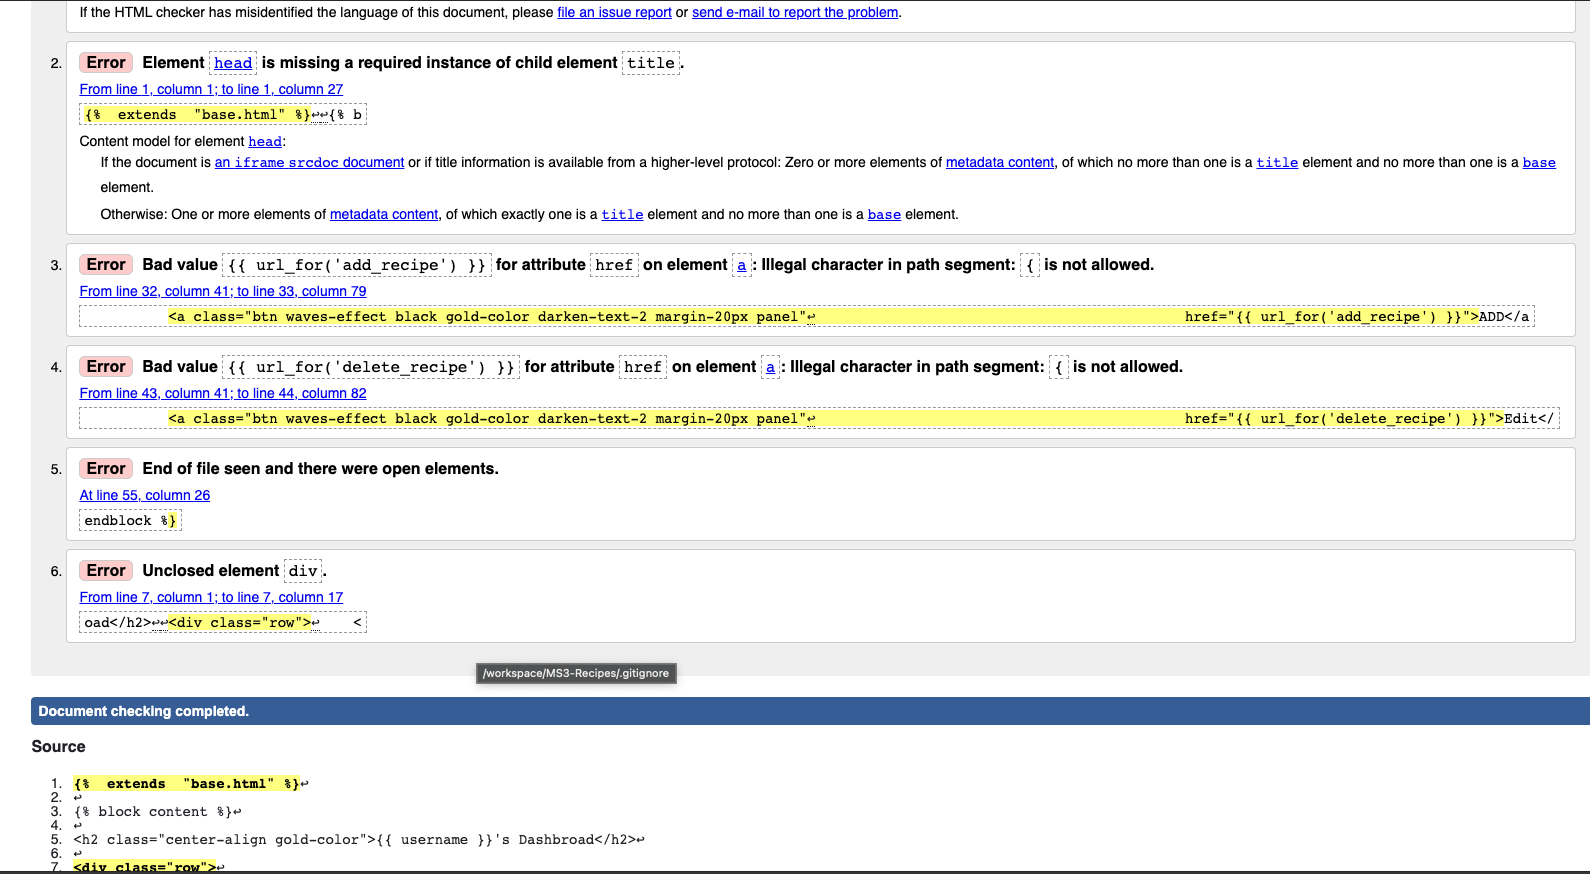 If the HTML checker has misidentified the language of this document, please file an issue report or send e-mail to report the problem.
2. Error Element head is missing a required instance of child element title.
From line 1, column 1; to line 1, column 27
{%  extends  "base.html" %}↩↩{% b
Content model for element head:
If the document is an iframe srcdoc document or if title information is available from a higher-level protocol: Zero or more elements of metadata content, of which no more than one is a title element and no more than one is a base
element.
Otherwise: One or more elements of metadata content, of which exactly one is a title element and no more than one is a base element.
3. Error Bad value {{ url_for('add_recipe') }} for attribute href on element a: Illegal character in path segment: { is not allowed.
From line 32, column 41; to line 33, column 79
<a class="btn waves-effect black gold-color darken-text-2 margin-20px panel"↩ href="{{ url_for('add_recipe') }}">ADD</a
4. Error Bad value {{ url_for('delete_recipe') }} for attribute href on element a: Illegal character in path segment: { is not allowed.
From line 43, column 41; to line 44, column 82
<a class="btn waves-effect black gold-color darken-text-2 margin-20px panel"↩ href="{{ url_for('delete_recipe') }}">Edit</
5. Error End of file seen and there were open elements.
At line 55, column 26
endblock %}
6. Error Unclosed element div.
From line 7, column 1; to line 7, column 17
oad</h2>↩↩<div class="row">↩    <
/workspace/MS3-Recipes/.gitignore
Document checking completed.
Source
1. {%  extends  "base.html" %}↩
2. ↩
3. {% block content %}↩
4. ↩
5. <h2 class="center-align gold-color">{{ username }}'s Dashbroad</h2>↩
6. ↩
7. <div class="row">↩